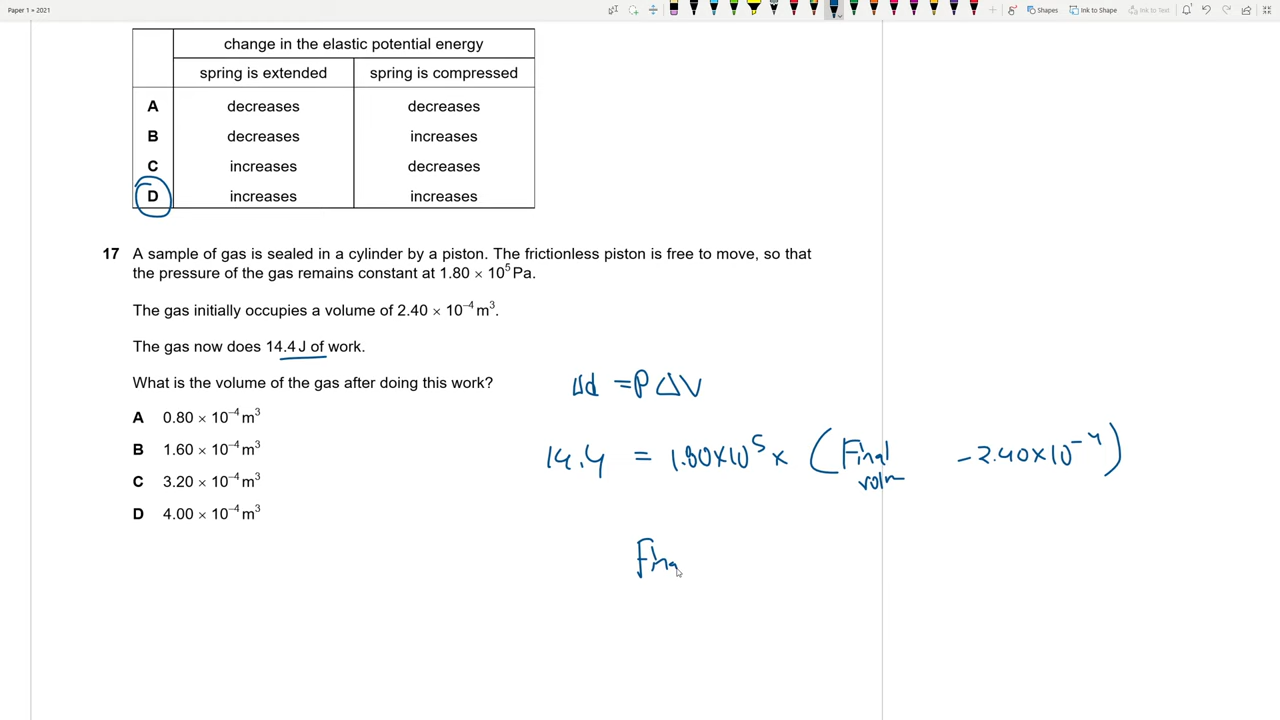 Paper 1 » 2021
Shapes Ink to Shape Ink to Text
change in the elastic potential energy
spring is extended spring is compressed
A decreases decreases
B decreases increases
C increases decreases
D increases increases
17 A sample of gas is sealed in a cylinder by a piston. The frictionless piston is free to move, so that
the pressure of the gas remains constant at 1.80 × 10⁵ Pa.
The gas initially occupies a volume of 2.40 × 10⁻⁴ m³.
The gas now does 14.4 J of work.
What is the volume of the gas after doing this work?
A 0.80 × 10⁻⁴ m³
B 1.60 × 10⁻⁴ m³
C 3.20 × 10⁻⁴ m³
D 4.00 × 10⁻⁴ m³
= P Δ V
14.4 = 1.80×10⁵ × (Final - 2.40×10⁻⁴)
Fina